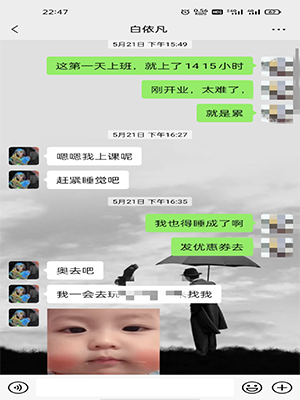 22:47
白依凡
5月21日 下午15:49
这第一天上班，就上了 14 15小时
刚开业，太难了，
就是累
5月21日 下午16:27
嗯嗯我上课呢
赶紧睡觉吧
5月21日 下午16:35
我也得睡成了啊
发优惠券去
奥去吧
我一会去玩
找我